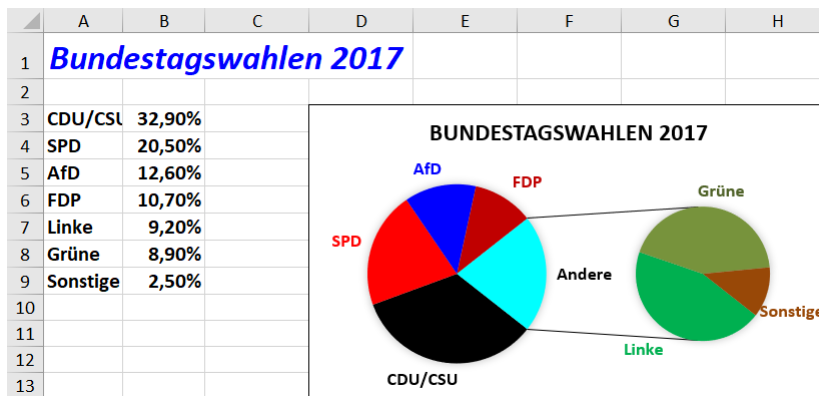 A B C D E F G H
1 Bundestagswahlen 2017
2
3 CDU/CSU 32,90%
4 SPD 20,50%
5 AfD 12,60%
6 FDP 10,70%
7 Linke 9,20%
8 Grüne 8,90%
9 Sonstige 2,50%
10
11
12
13
BUNDESTAGSWAHLEN 2017
AfD
FDP
Grüne
SPD
Andere
Sonstige
Linke
CDU/CSU